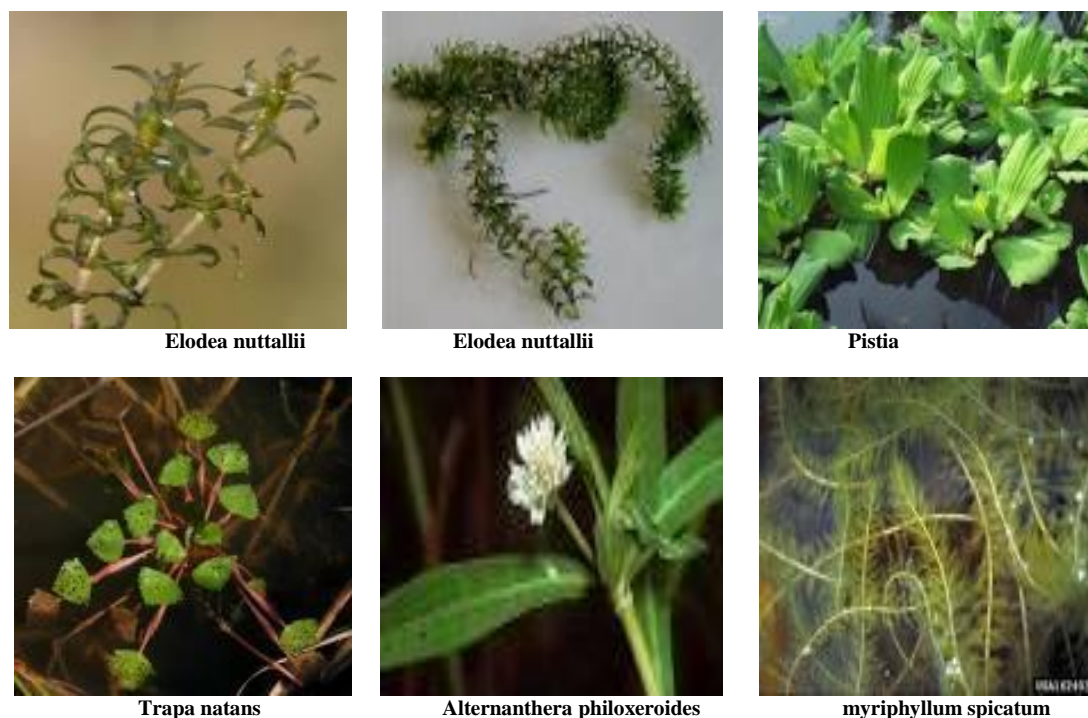 Elodea nuttallii
Elodea nuttallii
Pistia
Trapa natans
Alternanthera philoxeroides
myriphyllum spicatum